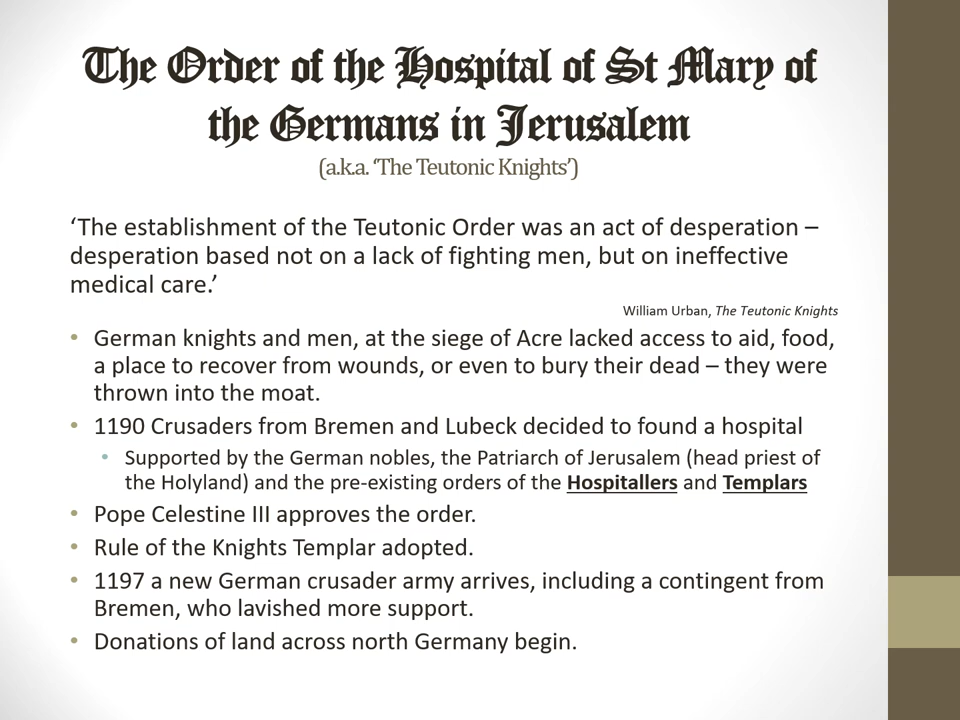 The Order of the Hospital of St Mary of
the Germans in Jerusalem
(a.k.a. ‘The Teutonic Knights’)
‘The establishment of the Teutonic Order was an act of desperation –
desperation based not on a lack of fighting men, but on ineffective
medical care.’
William Urban, The Teutonic Knights
• German knights and men, at the siege of Acre lacked access to aid, food,
a place to recover from wounds, or even to bury their dead – they were
thrown into the moat.
• 1190 Crusaders from Bremen and Lubeck decided to found a hospital
• Supported by the German nobles, the Patriarch of Jerusalem (head priest of
the Holyland) and the pre-existing orders of the Hospitallers and Templars
• Pope Celestine III approves the order.
• Rule of the Knights Templar adopted.
• 1197 a new German crusader army arrives, including a contingent from
Bremen, who lavished more support.
• Donations of land across north Germany begin.